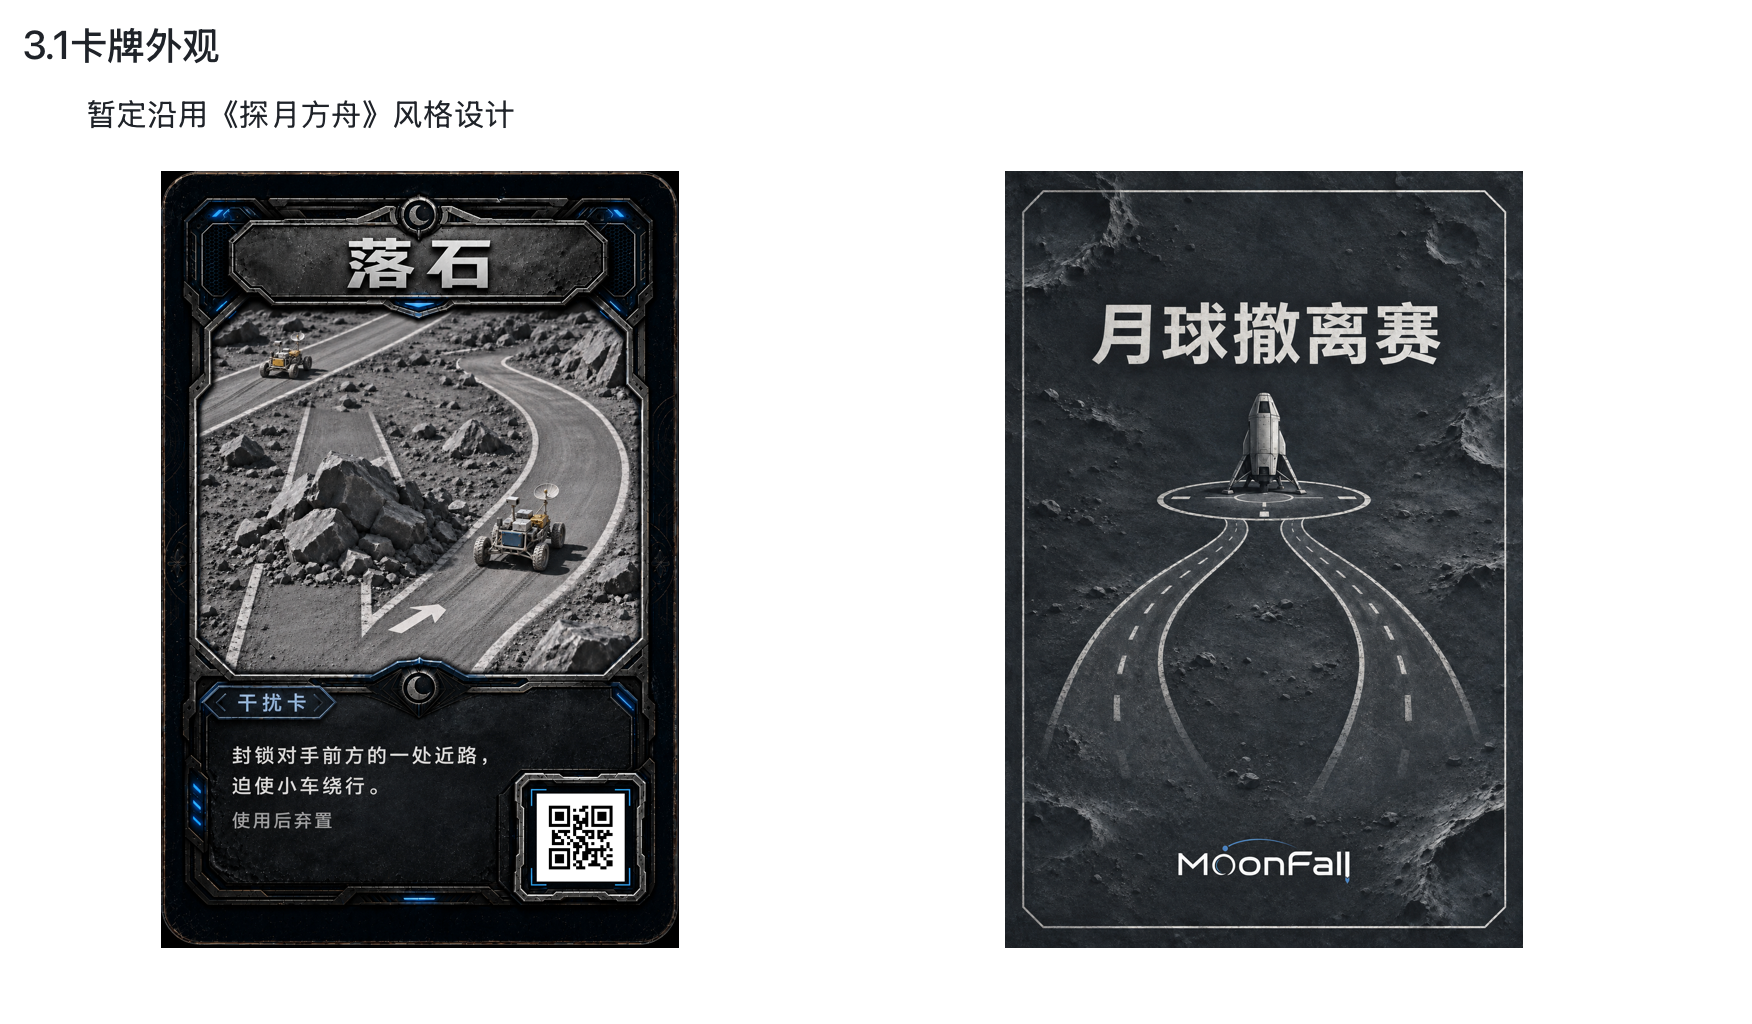 3.1卡牌外观
暂定沿用《探月方舟》风格设计
落石
干扰卡
封锁对手前方的一处近路，
迫使小车绕行。
使用后弃置
月球撤离赛
MoonFall